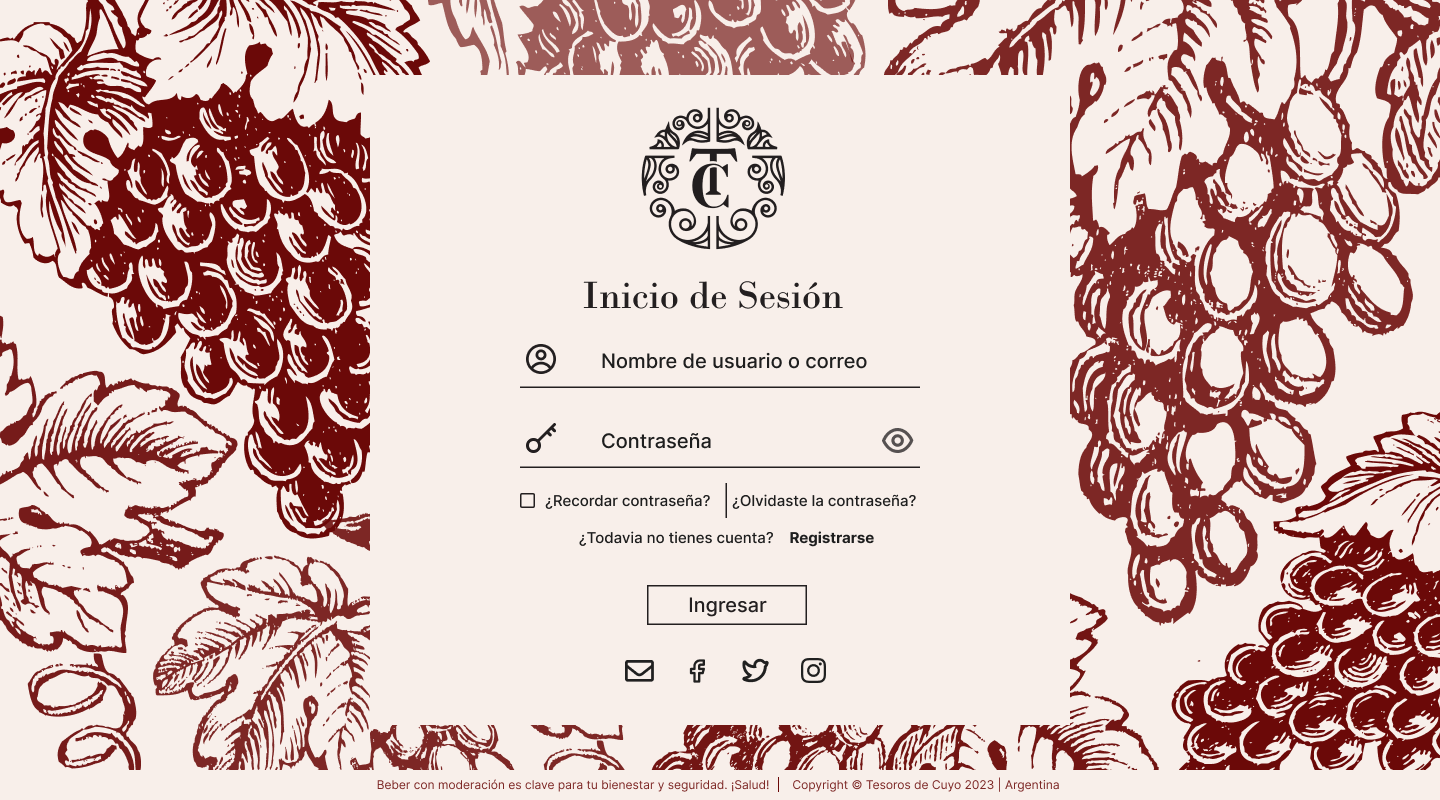 TC
Inicio de Sesión
Nombre de usuario o correo
Contraseña
¿Recordar contraseña? ¿Olvidaste la contraseña?
¿Todavia no tienes cuenta? Registrarse
Ingresar
Beber con moderación es clave para tu bienestar y seguridad. ¡Salud! | Copyright © Tesoros de Cuyo 2023 | Argentina